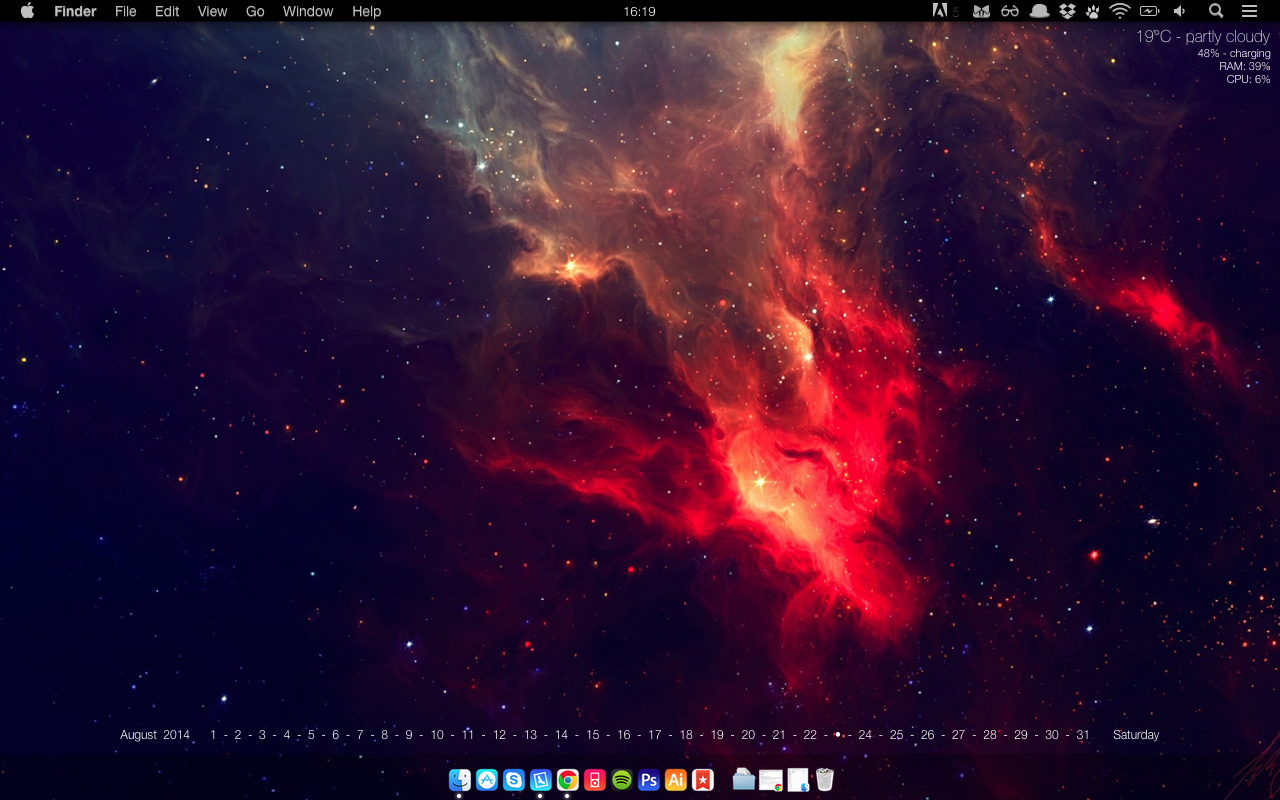 Finder File Edit View Go Window Help 16:19
19°C - partly cloudy
48% - charging
RAM: 39%
CPU: 6%
August 2014 1 - 2 - 3 - 4 - 5 - 6 - 7 - 8 - 9 - 10 - 11 - 12 - 13 - 14 - 15 - 16 - 17 - 18 - 19 - 20 - 21 - 22 - ● - 24 - 25 - 26 - 27 - 28 - 29 - 30 - 31 Saturday
Ps Ai